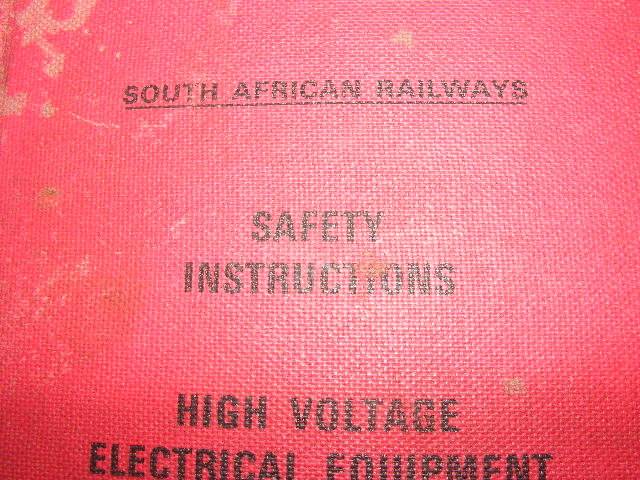 SOUTH AFRICAN RAILWAYS
SAFETY
INSTRUCTIONS
HIGH VOLTAGE
ELECTRICAL EQUIPMENT